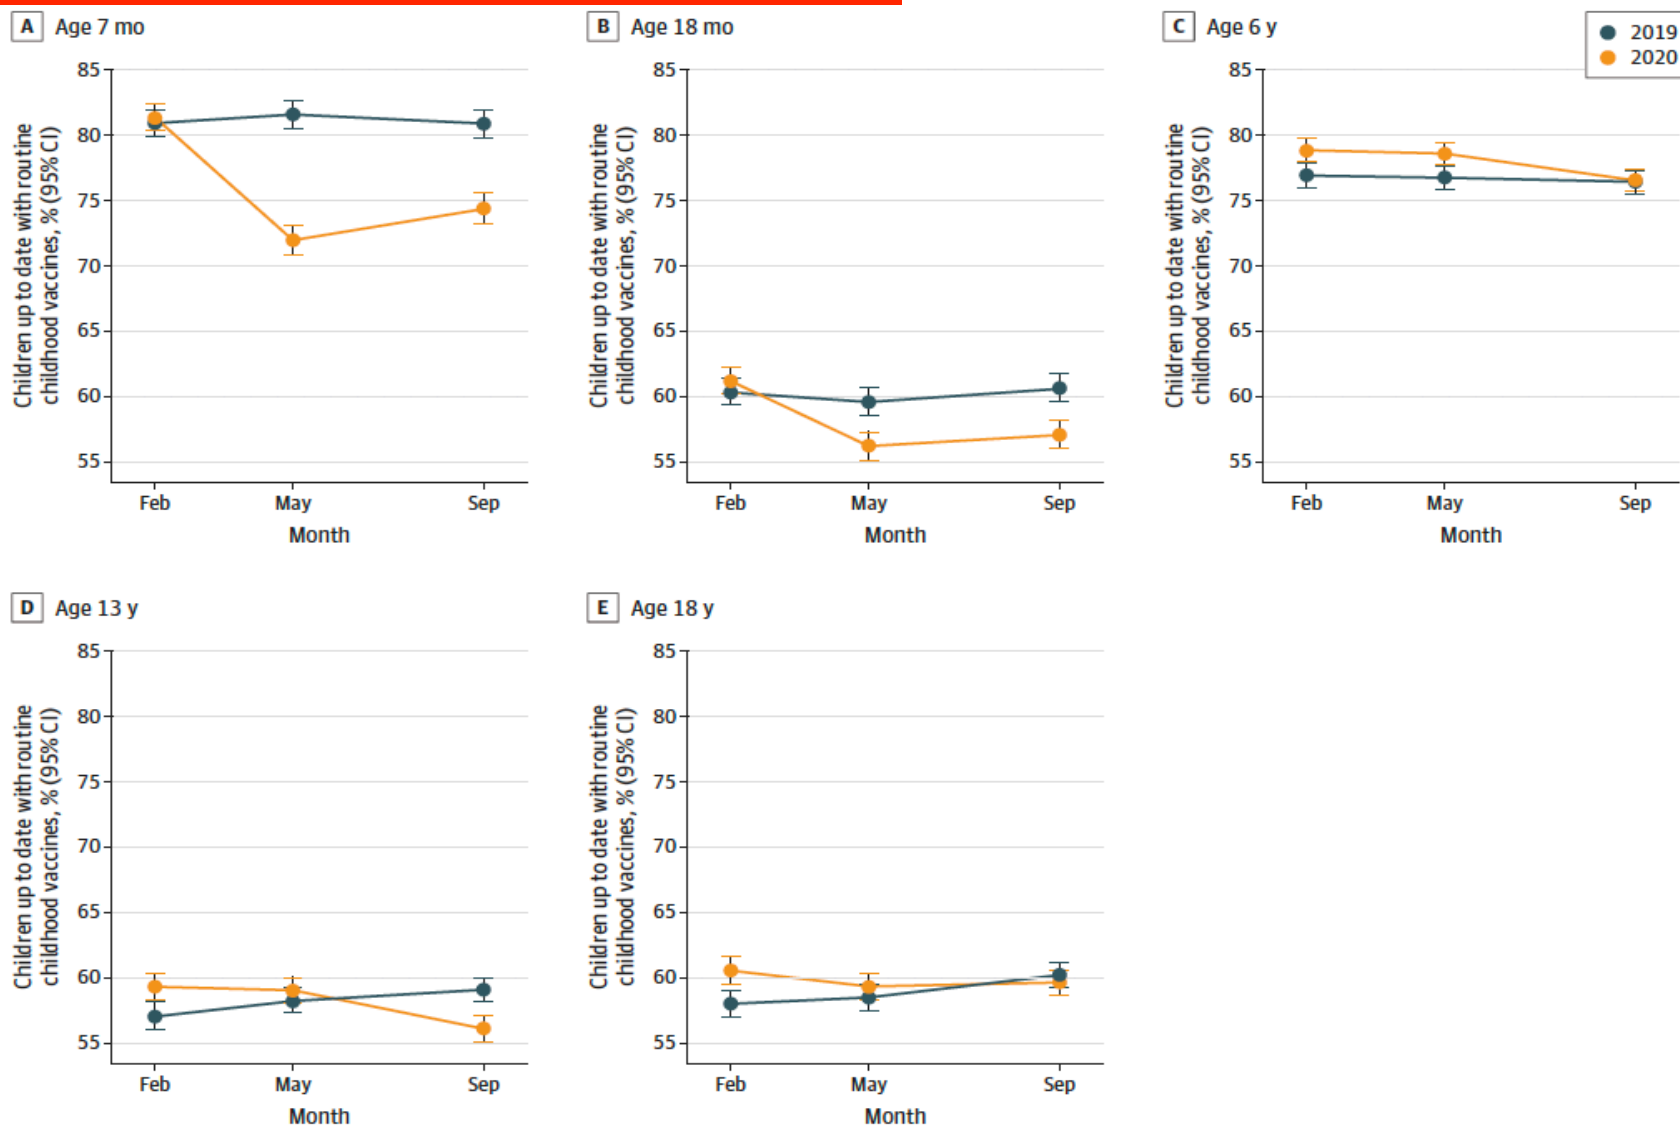 A Age 7 mo
85
80
75
70
65
60
55
Children up to date with routine
childhood vaccines, % (95% CI)
Feb May Sep
Month
B Age 18 mo
85
80
75
70
65
60
55
Children up to date with routine
childhood vaccines, % (95% CI)
Feb May Sep
Month
C Age 6 y
2019
2020
85
80
75
70
65
60
55
Children up to date with routine
childhood vaccines, % (95% CI)
Feb May Sep
Month
D Age 13 y
85
80
75
70
65
60
55
Children up to date with routine
childhood vaccines, % (95% CI)
Feb May Sep
Month
E Age 18 y
85
80
75
70
65
60
55
Children up to date with routine
childhood vaccines, % (95% CI)
Feb May Sep
Month